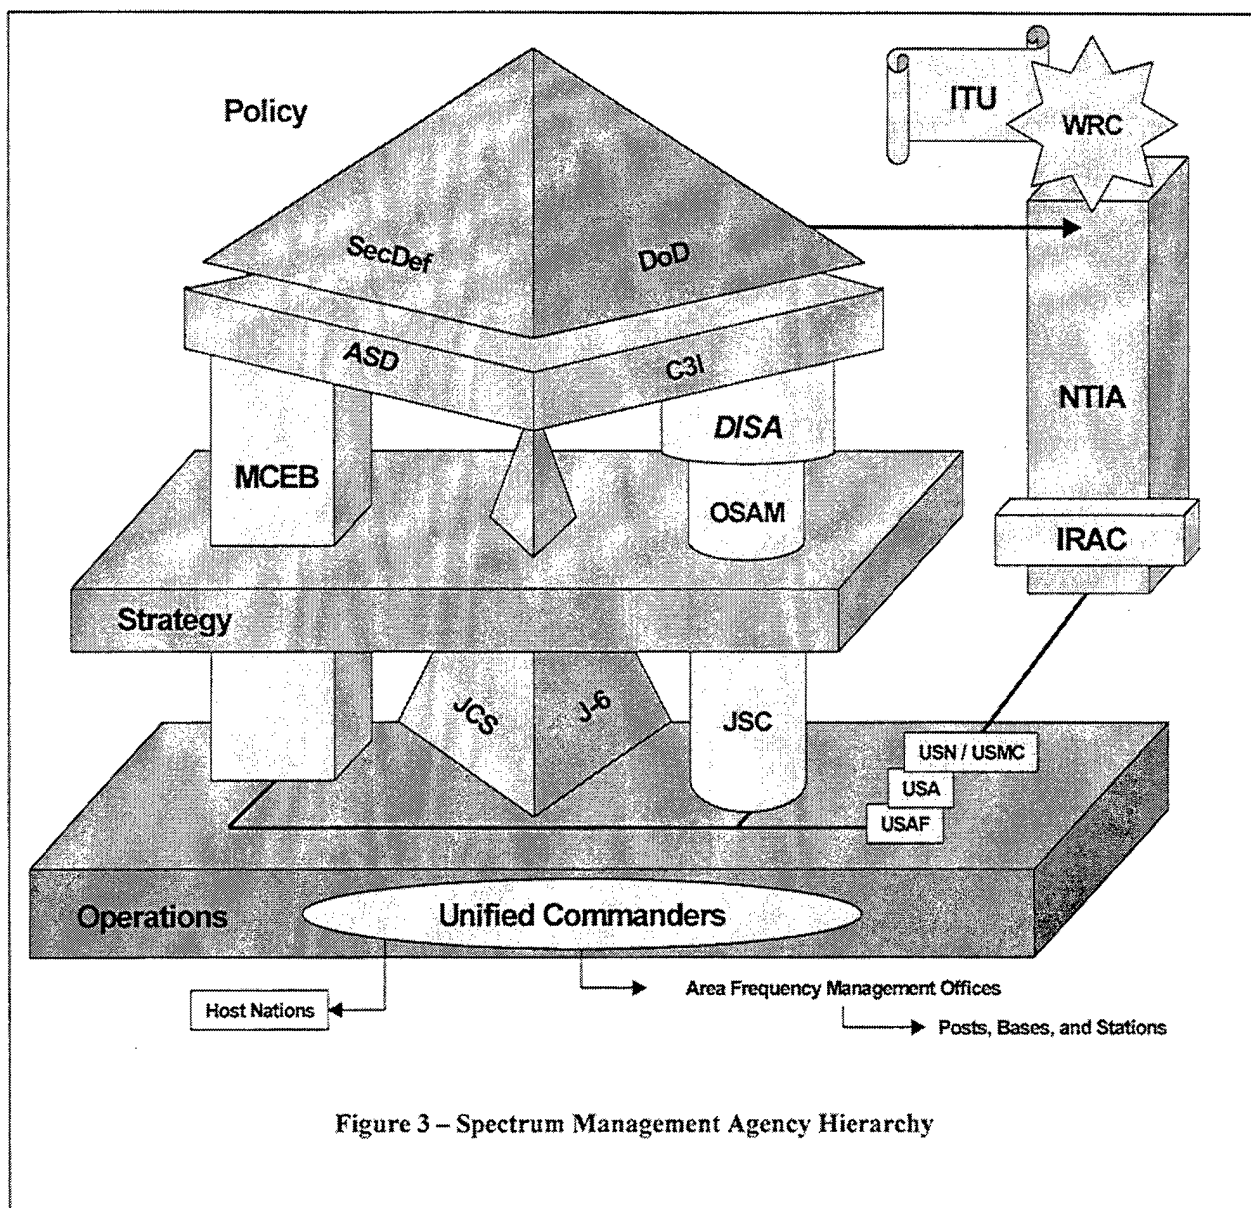 Policy
ITU
WRC
SecDef
DoD
ASD
C3I
NTIA
DISA
MCEB
OSAM
IRAC
Strategy
JCS
J-6
JSC
USN / USMC
USA
USAF
Operations
Unified Commanders
Host Nations
Area Frequency Management Offices
Posts, Bases, and Stations
Figure 3 – Spectrum Management Agency Hierarchy